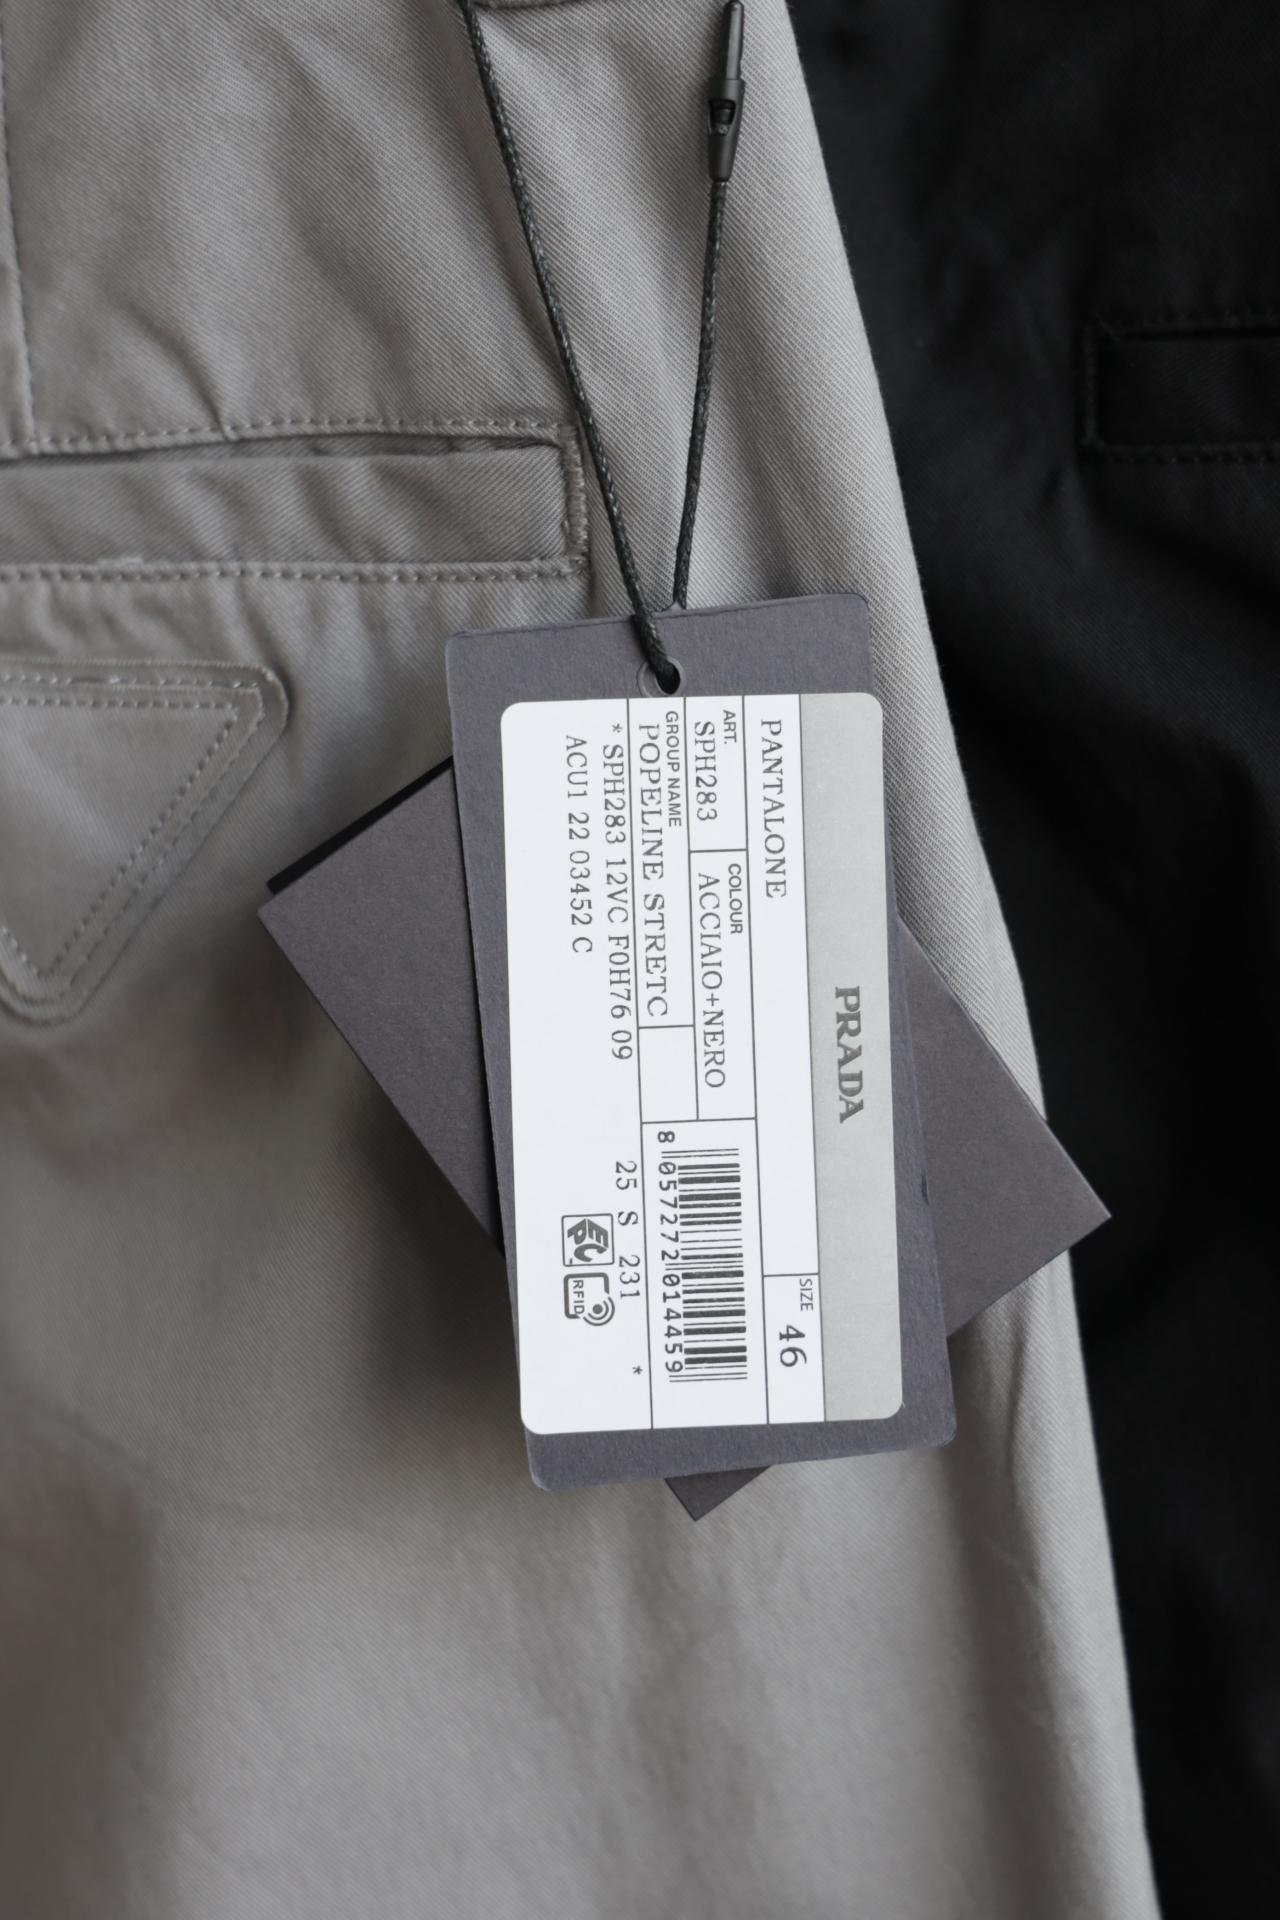 PRADA
PANTALONE
SIZE
46
ART.
SPH283
COLOUR
ACCIAIO+NERO
GROUP NAME
POPELINE STRETC
8 057272 014459
* SPH283 12VC F0H76 09 25 S 231 *
ACU1 22 03452 C
EPC
RFID